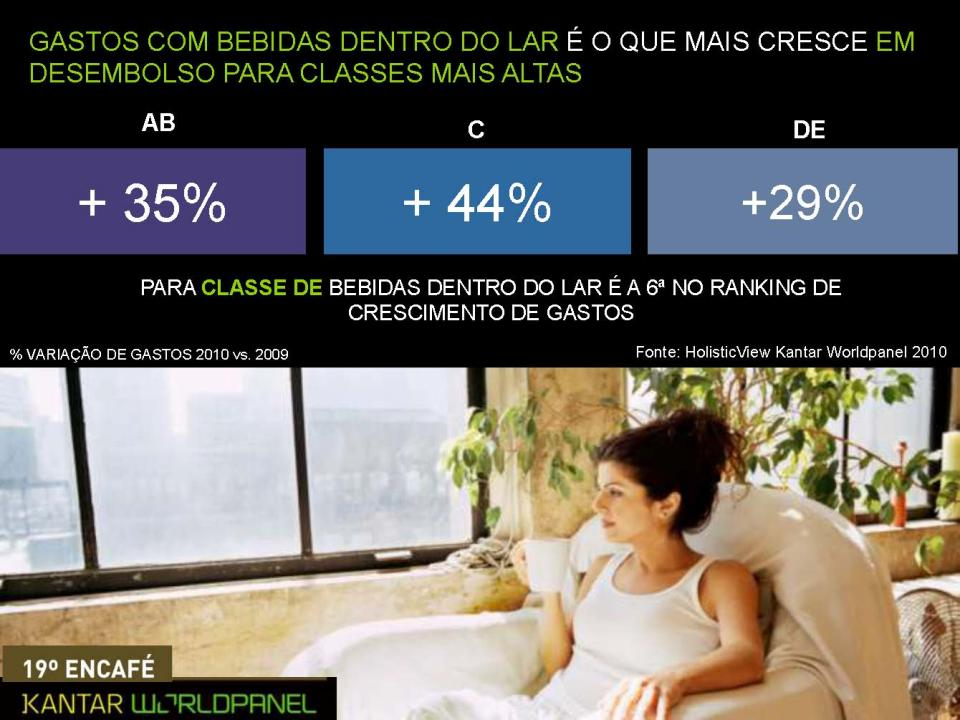 GASTOS COM BEBIDAS DENTRO DO LAR É O QUE MAIS CRESCE EM
DESEMBOLSO PARA CLASSES MAIS ALTAS
AB
C
DE
+ 35%
+ 44%
+29%
PARA CLASSE DE BEBIDAS DENTRO DO LAR É A 6ª NO RANKING DE
CRESCIMENTO DE GASTOS
% VARIAÇÃO DE GASTOS 2010 vs. 2009
Fonte: HolisticView Kantar Worldpanel 2010
19º ENCAFÉ
KANTAR WORLDPANEL